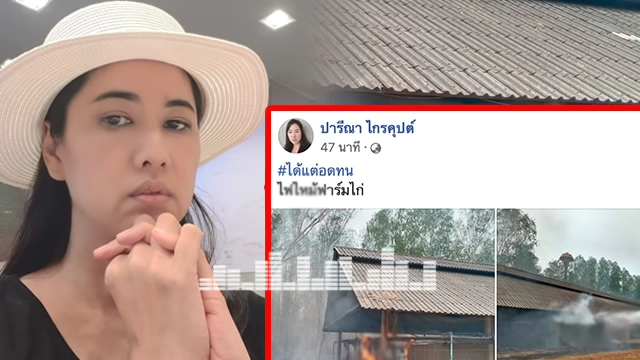 ปารีณา ไกรคุปต์
47 นาที ·
#ได้แต่อดทน
ไฟไหม้ฟาร์มไก่